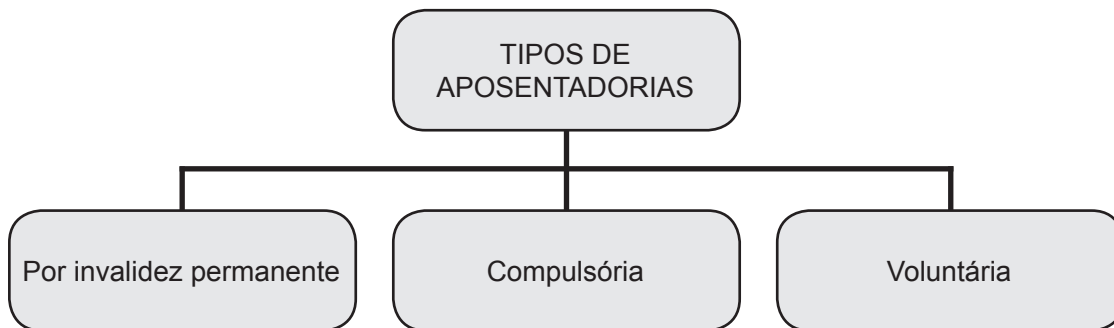 TIPOS DE
APOSENTADORIAS
Por invalidez permanente
Compulsória
Voluntária